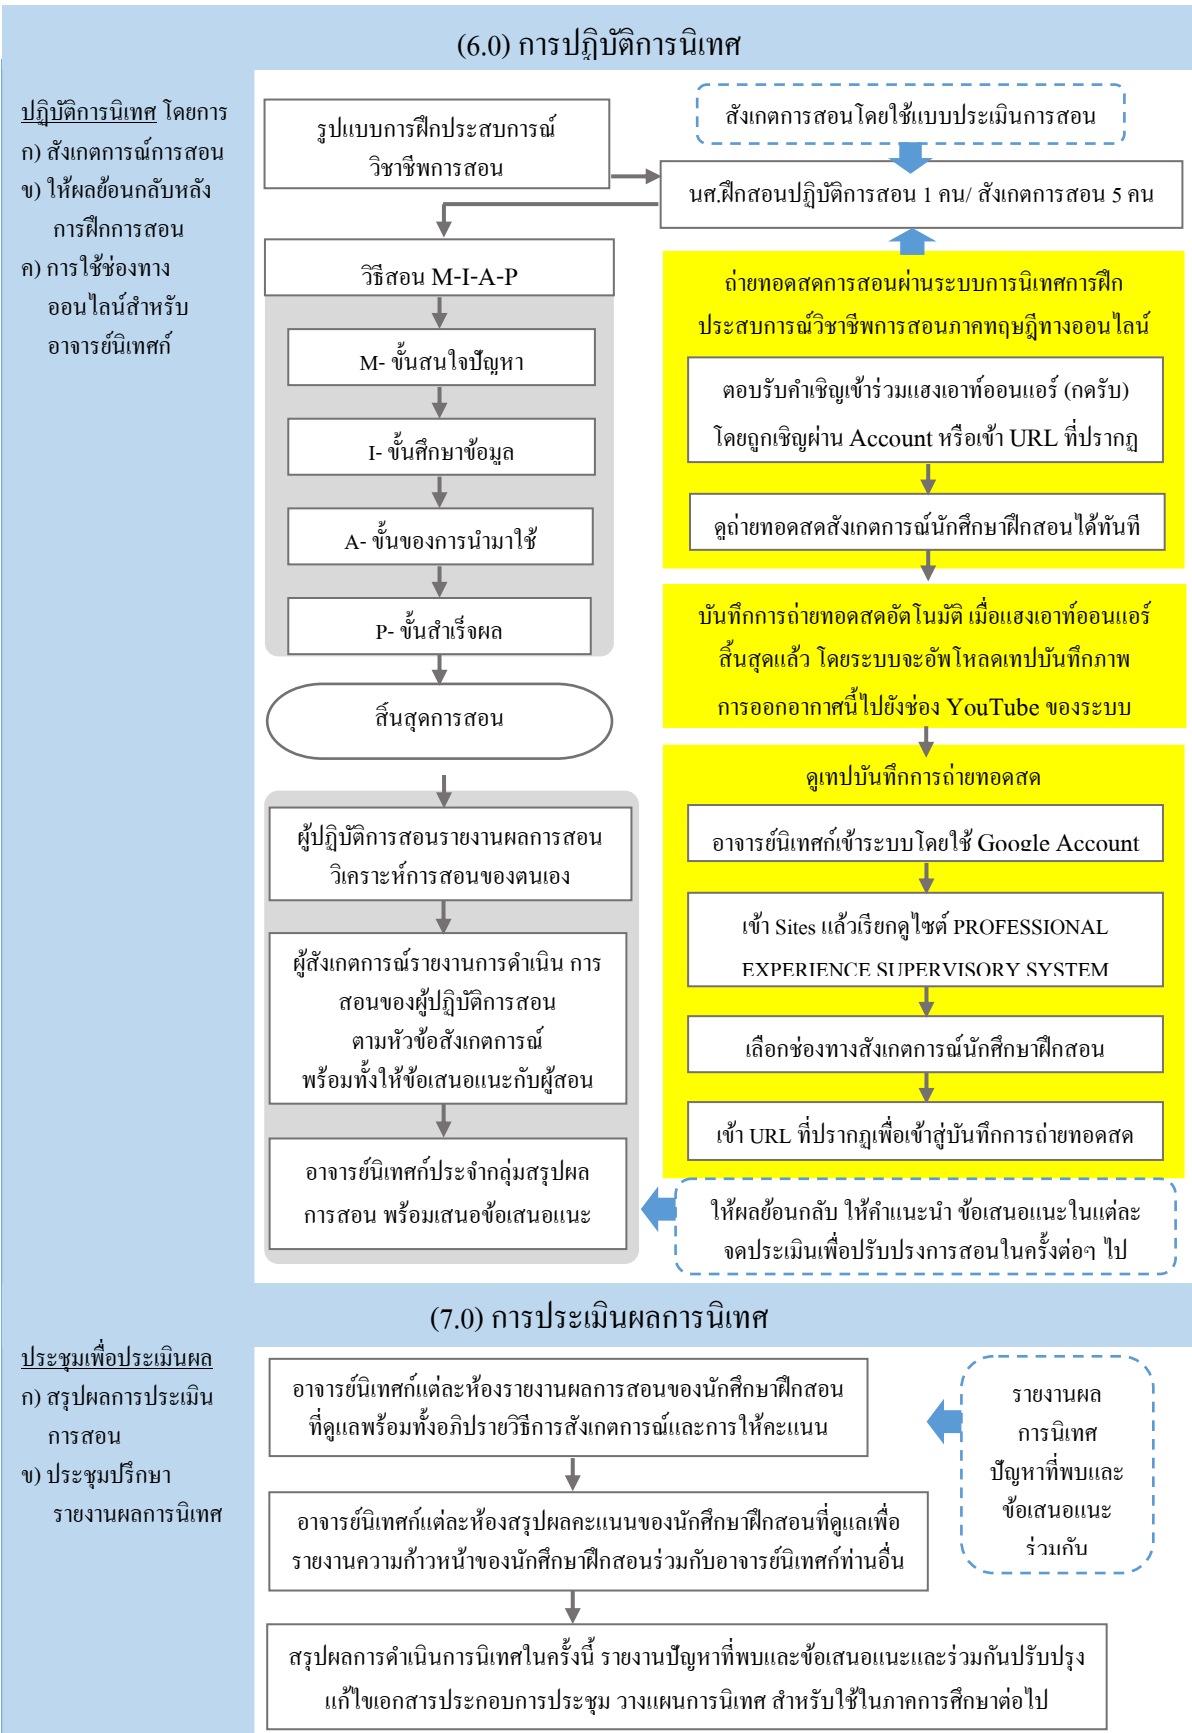 (6.0) การปฏิบัติการนิเทศ
ปฏิบัติการนิเทศ โดยการ
ก) สังเกตการณ์การสอน
ข) ให้ผลย้อนกลับหลัง
การฝึกการสอน
ค) การใช้ช่องทาง
ออนไลน์สำหรับ
อาจารย์นิเทศก์
รูปแบบการฝึกประสบการณ์
วิชาชีพการสอน
สังเกตการสอนโดยใช้แบบประเมินการสอน
นศ.ฝึกสอนปฏิบัติการสอน 1 คน/ สังเกตการสอน 5 คน
วิธีสอน M-I-A-P
M- ขั้นสนใจปัญหา
I- ขั้นศึกษาข้อมูล
A- ขั้นของการนำมาใช้
P- ขั้นสำเร็จผล
สิ้นสุดการสอน
ถ่ายทอดสดการสอนผ่านระบบการนิเทศการฝึก
ประสบการณ์วิชาชีพการสอนภาคทฤษฎีทางออนไลน์
ตอบรับคำเชิญเข้าร่วมแฮงเอาท์ออนแอร์ (กดรับ)
โดยถูกเชิญผ่าน Account หรือเข้า URL ที่ปรากฏ
ดูถ่ายทอดสดสังเกตการณ์นักศึกษาฝึกสอนได้ทันที
บันทึกการถ่ายทอดสดอัตโนมัติ เมื่อแฮงเอาท์ออนแอร์
สิ้นสุดแล้ว โดยระบบจะอัพโหลดเทปบันทึกภาพ
การออกอากาศนี้ไปยังช่อง YouTube ของระบบ
ดูเทปบันทึกการถ่ายทอดสด
อาจารย์นิเทศก์เข้าระบบโดยใช้ Google Account
เข้า Sites แล้วเรียกดูไซต์ PROFESSIONAL
EXPERIENCE SUPERVISORY SYSTEM
เลือกช่องทางสังเกตการณ์นักศึกษาฝึกสอน
เข้า URL ที่ปรากฏเพื่อเข้าสู่บันทึกการถ่ายทอดสด
ผู้ปฏิบัติการสอนรายงานผลการสอน
วิเคราะห์การสอนของตนเอง
ผู้สังเกตการณ์รายงานการดำเนิน การ
สอนของผู้ปฏิบัติการสอน
ตามหัวข้อสังเกตการณ์
พร้อมทั้งให้ข้อเสนอแนะกับผู้สอน
อาจารย์นิเทศก์ประจำกลุ่มสรุปผล
การสอน พร้อมเสนอข้อเสนอแนะ
ให้ผลย้อนกลับ ให้คำแนะนำ ข้อเสนอแนะในแต่ละ
จุดประเมินเพื่อปรับปรุงการสอนในครั้งต่อๆ ไป
(7.0) การประเมินผลการนิเทศ
ประชุมเพื่อประเมินผล
ก) สรุปผลการประเมิน
การสอน
ข) ประชุมปรึกษา
รายงานผลการนิเทศ
อาจารย์นิเทศก์แต่ละห้องรายงานผลการสอนของนักศึกษาฝึกสอน
ที่ดูแลพร้อมทั้งอภิปรายวิธีการสังเกตการณ์และการให้คะแนน
รายงานผล
การนิเทศ
ปัญหาที่พบและ
ข้อเสนอแนะ
ร่วมกับ
อาจารย์นิเทศก์แต่ละห้องสรุปผลคะแนนของนักศึกษาฝึกสอนที่ดูแลเพื่อ
รายงานความก้าวหน้าของนักศึกษาฝึกสอนร่วมกับอาจารย์นิเทศก์ท่านอื่น
สรุปผลการดำเนินการนิเทศในครั้งนี้ รายงานปัญหาที่พบและข้อเสนอแนะและร่วมกันปรับปรุง
แก้ไขเอกสารประกอบการประชุม วางแผนการนิเทศ สำหรับใช้ในภาคการศึกษาต่อไป